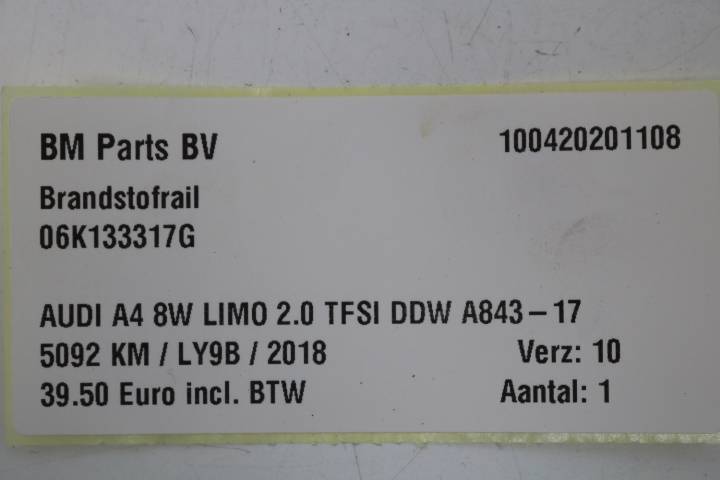 BM Parts BV 100420201108
Brandstofrail
06K133317G
AUDI A4 8W LIMO 2.0 TFSI DDW A843-17
5092 KM / LY9B / 2018 Verz: 10
39.50 Euro incl. BTW Aantal: 1